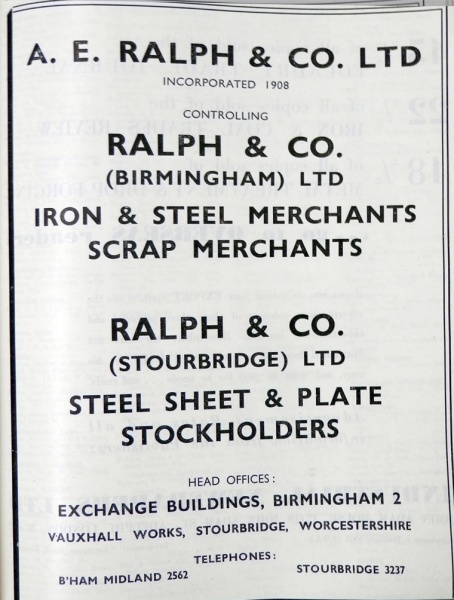 A. E. RALPH & CO. LTD
INCORPORATED 1908
CONTROLLING
RALPH & CO.
(BIRMINGHAM) LTD
IRON & STEEL MERCHANTS
SCRAP MERCHANTS
RALPH & CO.
(STOURBRIDGE) LTD
STEEL SHEET & PLATE
STOCKHOLDERS
HEAD OFFICES:
EXCHANGE BUILDINGS, BIRMINGHAM 2
VAUXHALL WORKS, STOURBRIDGE, WORCESTERSHIRE
TELEPHONES:
B'HAM MIDLAND 2562 STOURBRIDGE 3237